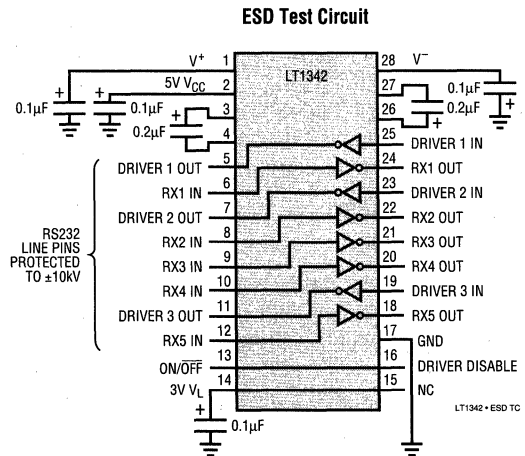 ESD Test Circuit
V+ 1 28 V−
LT1342
5V VCC 2 27
+ 0.1µF + 0.1µF 0.1µF +
3 26
+ 0.2µF + 0.2µF
4 25 DRIVER 1 IN
DRIVER 1 OUT 5 24 RX1 OUT
RX1 IN 6 23 DRIVER 2 IN
DRIVER 2 OUT 7 22 RX2 OUT
RX2 IN 8 21 RX3 OUT
RX3 IN 9 20 RX4 OUT
RX4 IN 10 19 DRIVER 3 IN
DRIVER 3 OUT 11 18 RX5 OUT
RX5 IN 12 17 GND
RS232
LINE PINS
PROTECTED
TO ±10kV
ON/OFF 13 16 DRIVER DISABLE
3V VL 14 15 NC
+ 0.1µF
LT1342 • ESD TC